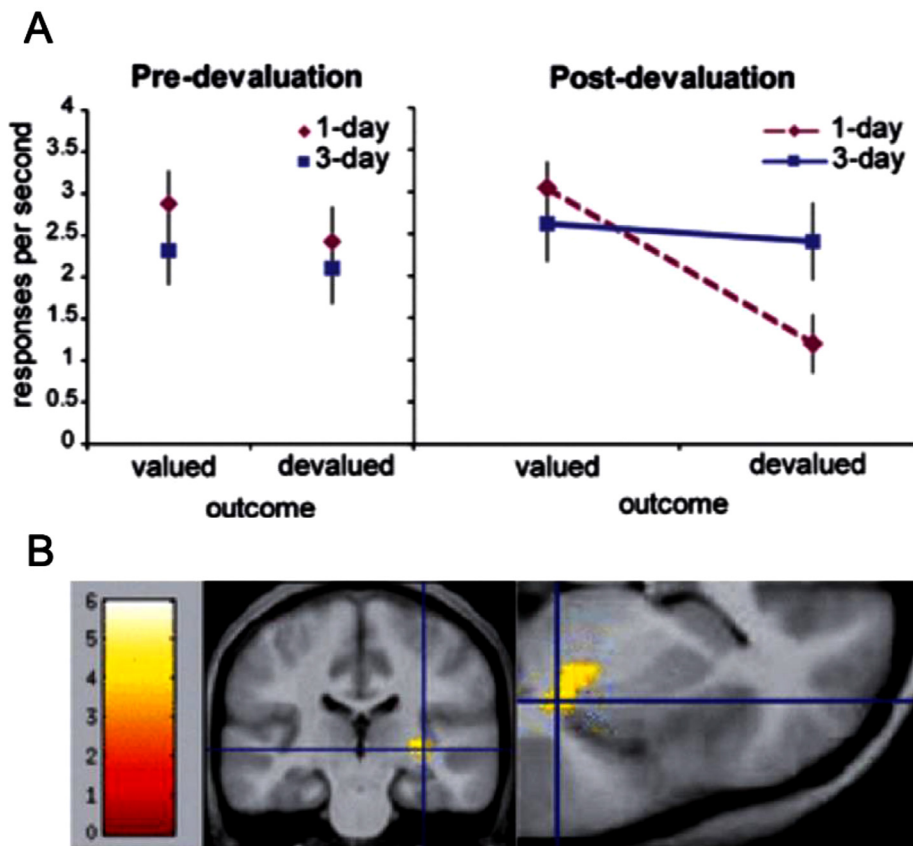 A
Pre-devaluation
Post-devaluation
responses per second
4
3.5
3
2.5
2
1.5
1
0.5
0
1-day
3-day
1-day
3-day
valued
devalued
outcome
valued
devalued
outcome
B
6
5
4
3
2
1
0